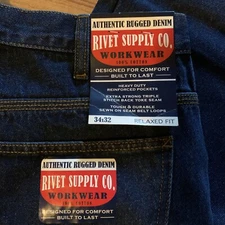 AUTHENTIC RUGGED DENIM
RIVET SUPPLY CO.
WORKWEAR
100% COTTON
DESIGNED FOR COMFORT
BUILT TO LAST
HEAVY DUTY
REINFORCED POCKETS
EXTRA STRONG TRIPLE
STITCH BACK YOKE SEAM
TOUGH & DURABLE
SEWN ON SEAM BELT LOOPS
34x32 RELAXED FIT
AUTHENTIC RUGGED DENIM
RIVET SUPPLY CO.
WORKWEAR
100% COTTON
DESIGNED FOR COMFORT
BUILT TO LAST